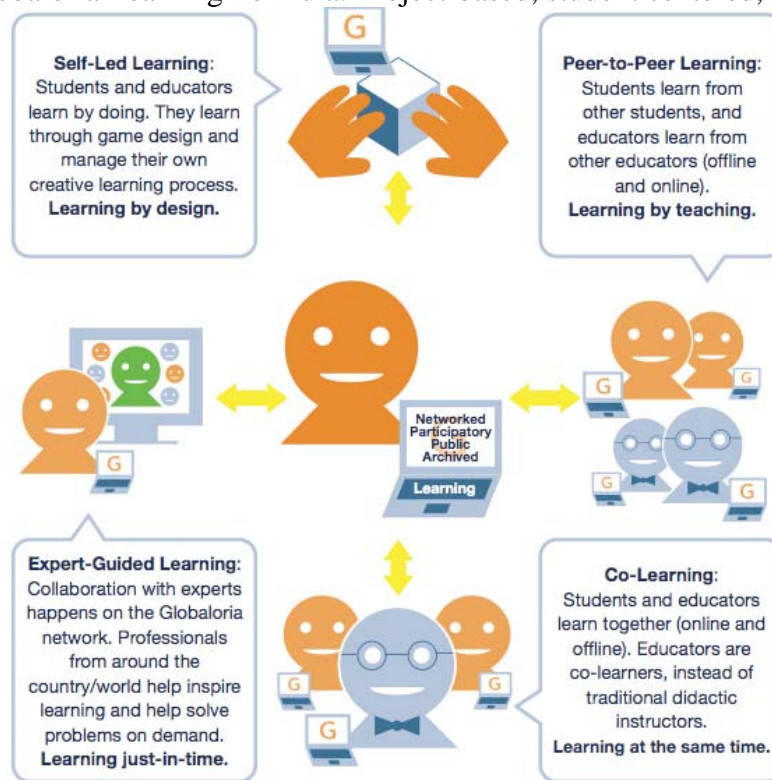 G
Self-Led Learning:
Students and educators
learn by doing. They learn
through game design and
manage their own
creative learning process.
Learning by design.
Peer-to-Peer Learning:
Students learn from
other students, and
educators learn from
other educators (offline
and online).
Learning by teaching.
G
G
G
G
G
Networked
Participatory
Public
Archived
Learning
Expert-Guided Learning:
Collaboration with experts
happens on the Globaloria
network. Professionals
from around the
country/world help inspire
learning and help solve
problems on demand.
Learning just-in-time.
G
G
G
Co-Learning:
Students and educators
learn together (online and
offline). Educators are
co-learners, instead of
traditional didactic
instructors.
Learning at the same time.